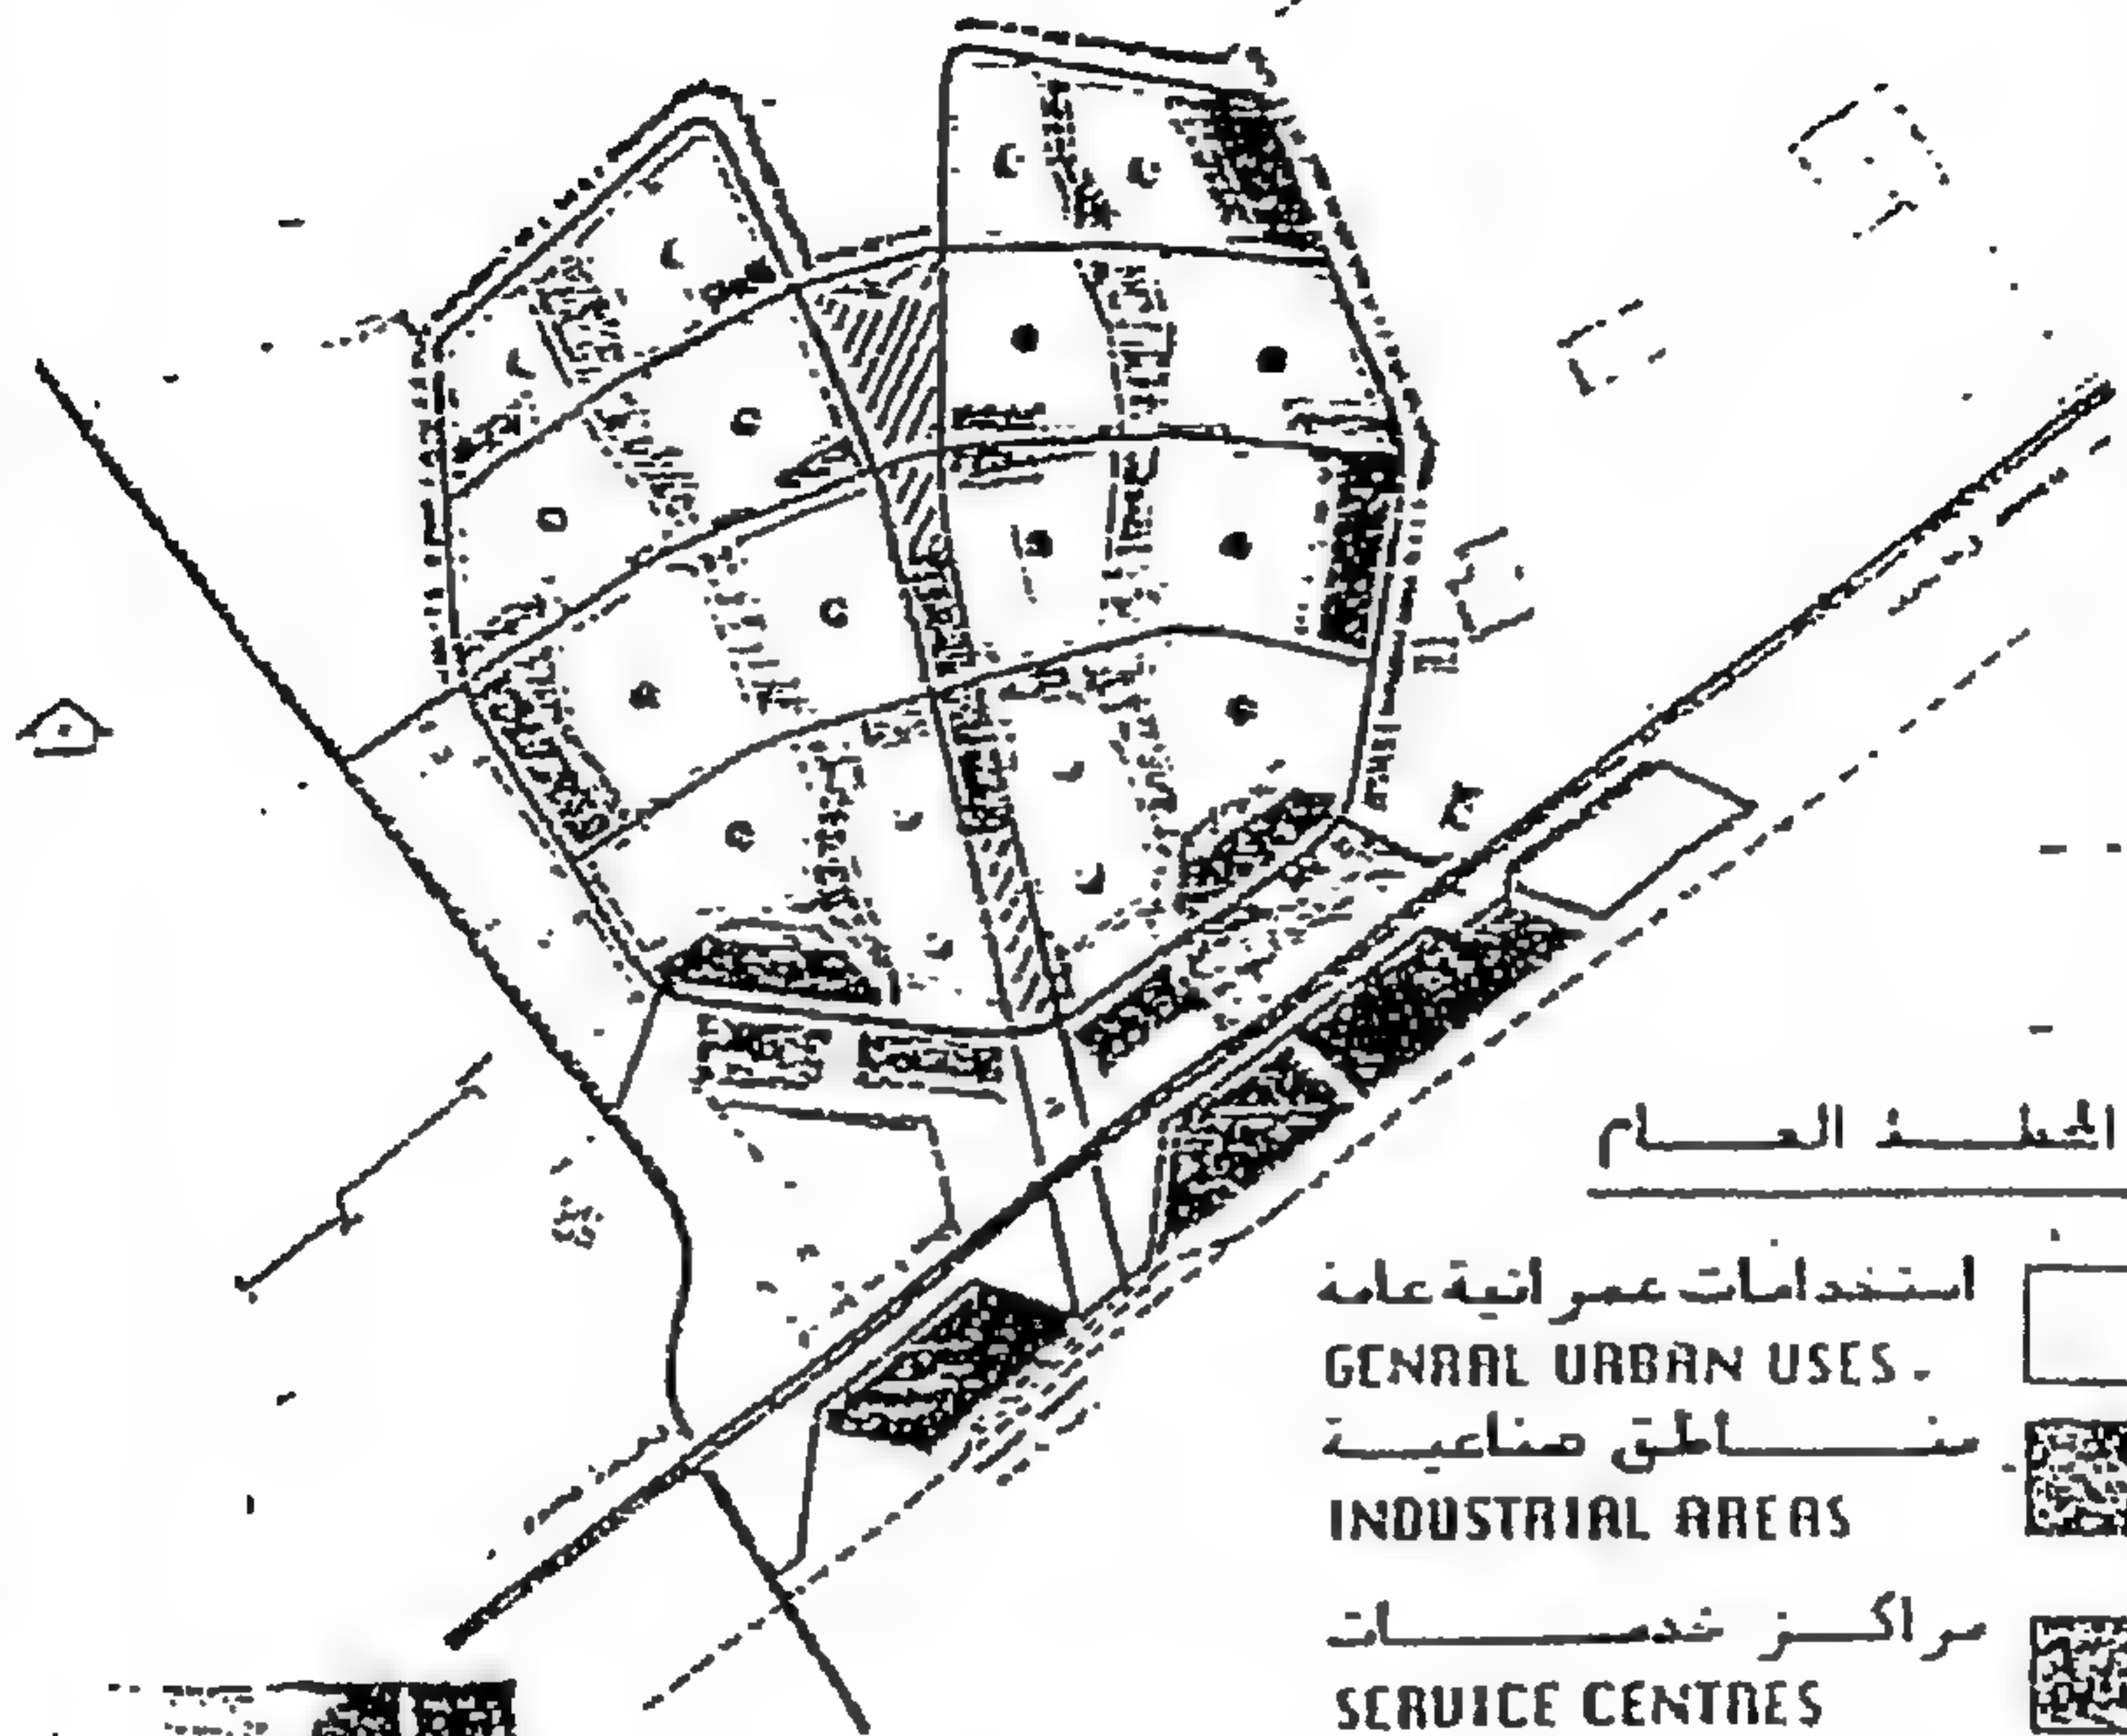 المخطط العام
استخدامات عمرانية عامة
GENRAL URBAN USES.
مناطق صناعية
INDUSTRIAL AREAS
مراكز خدمات
SERVICE CENTRES